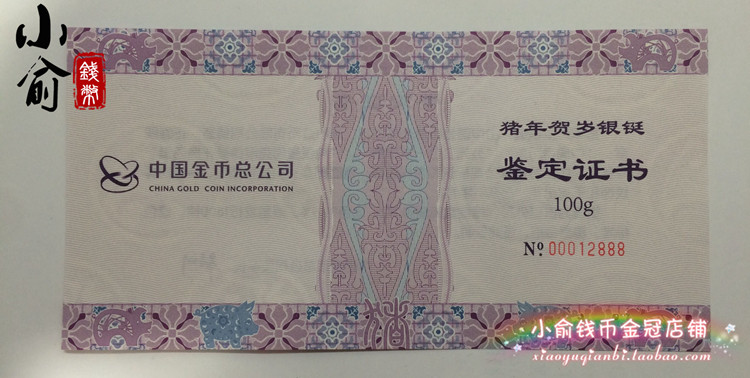 小俞
錢幣
中国金币总公司
CHINA GOLD COIN INCORPORATION
猪年贺岁银铤
鉴定证书
100g
Nº 00012888
猪
小俞钱币金冠店铺
xiaoyuqianbi.taobao.com